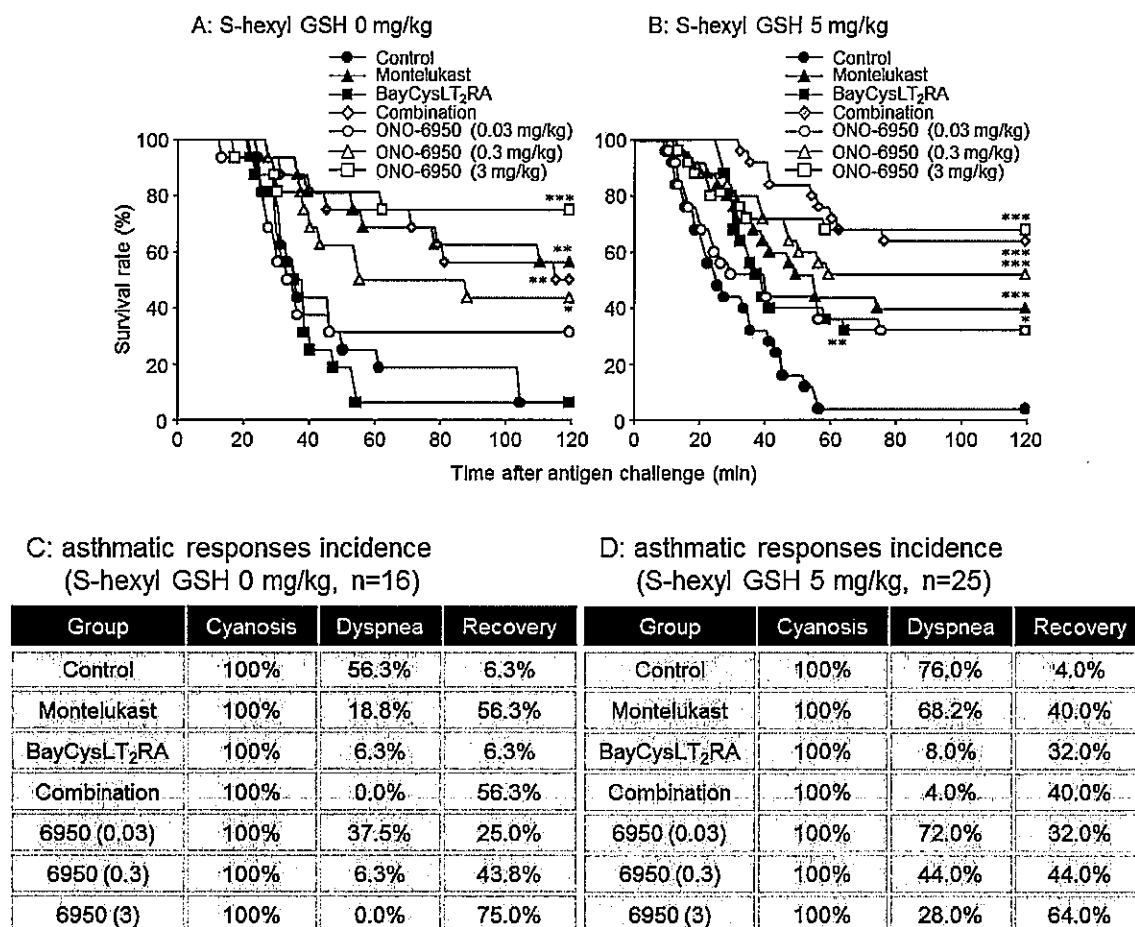 A: S-hexyl GSH 0 mg/kg
Control
Montelukast
BayCysLT2RA
Combination
ONO-6950 (0.03 mg/kg)
ONO-6950 (0.3 mg/kg)
ONO-6950 (3 mg/kg)
B: S-hexyl GSH 5 mg/kg
Control
Montelukast
BayCysLT2RA
Combination
ONO-6950 (0.03 mg/kg)
ONO-6950 (0.3 mg/kg)
ONO-6950 (3 mg/kg)
Survival rate (%)
100
80
60
40
20
0
0 20 40 60 80 100 120
***
**
**
*
100
80
60
40
20
0
0 20 40 60 80 100 120
***
***
***
***
*
**
Time after antigen challenge (min)
C: asthmatic responses incidence
(S-hexyl GSH 0 mg/kg, n=16)
Group Cyanosis Dyspnea Recovery
Control 100% 56.3% 6.3%
Montelukast 100% 18.8% 56.3%
BayCysLT2RA 100% 6.3% 6.3%
Combination 100% 0.0% 56.3%
6950 (0.03) 100% 37.5% 25.0%
6950 (0.3) 100% 6.3% 43.8%
6950 (3) 100% 0.0% 75.0%
D: asthmatic responses incidence
(S-hexyl GSH 5 mg/kg, n=25)
Group Cyanosis Dyspnea Recovery
Control 100% 76.0% 4.0%
Montelukast 100% 68.2% 40.0%
BayCysLT2RA 100% 8.0% 32.0%
Combination 100% 4.0% 40.0%
6950 (0.03) 100% 72.0% 32.0%
6950 (0.3) 100% 44.0% 44.0%
6950 (3) 100% 28.0% 64.0%